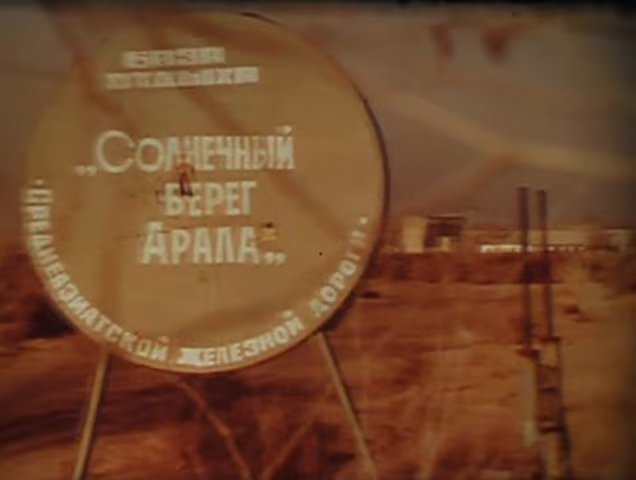 „Солнечный
берег
Арала„
Среднеазиатской железной дороги